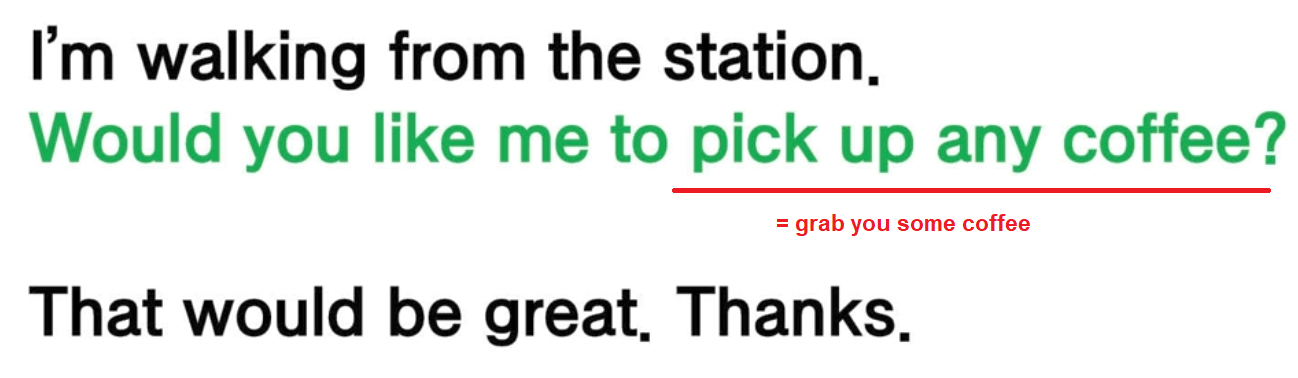 I'm walking from the station.
Would you like me to pick up any coffee?
= grab you some coffee
That would be great. Thanks.